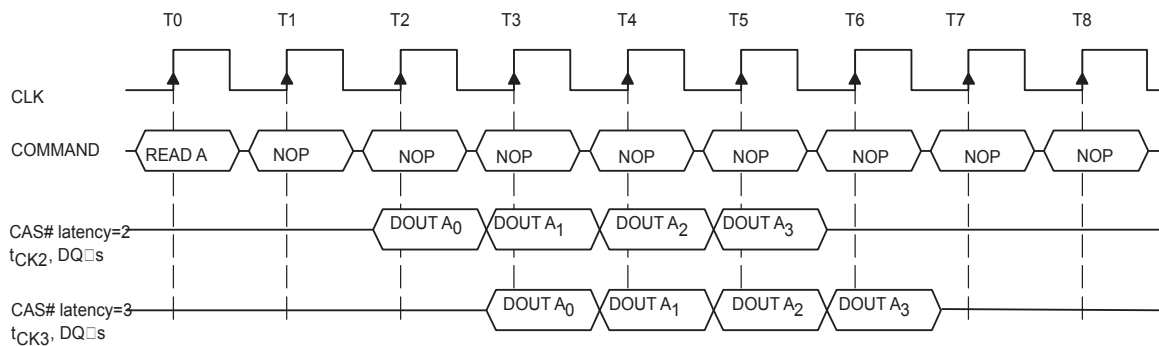 T0 T1 T2 T3 T4 T5 T6 T7 T8
CLK
COMMAND READ A NOP NOP NOP NOP NOP NOP NOP NOP
CAS# latency=2 DOUT A0 DOUT A1 DOUT A2 DOUT A3
tCK2, DQ□s
CAS# latency=3 DOUT A0 DOUT A1 DOUT A2 DOUT A3
tCK3, DQ□s